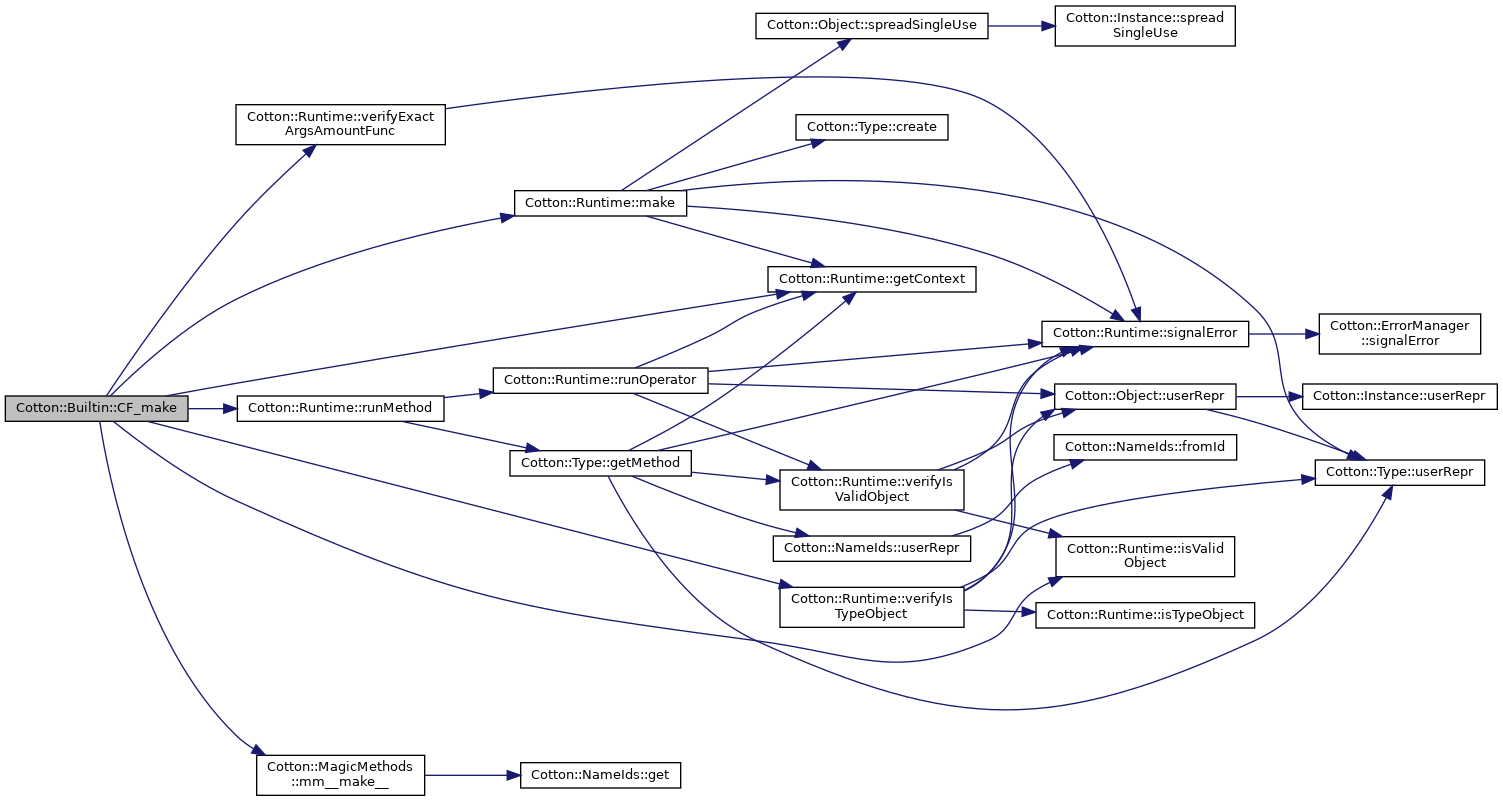 Cotton::Object::spreadSingleUse
Cotton::Instance::spread
SingleUse
Cotton::Runtime::verifyExact
ArgsAmountFunc
Cotton::Type::create
Cotton::Runtime::make
Cotton::Runtime::getContext
Cotton::Runtime::signalError
Cotton::ErrorManager
::signalError
Cotton::Runtime::runOperator
Cotton::Object::userRepr
Cotton::Instance::userRepr
Cotton::Builtin::CF_make
Cotton::Runtime::runMethod
Cotton::NameIds::fromId
Cotton::Type::getMethod
Cotton::Type::userRepr
Cotton::Runtime::verifyIs
ValidObject
Cotton::NameIds::userRepr
Cotton::Runtime::isValid
Object
Cotton::Runtime::verifyIs
TypeObject
Cotton::Runtime::isTypeObject
Cotton::MagicMethods
::mm__make__
Cotton::NameIds::get